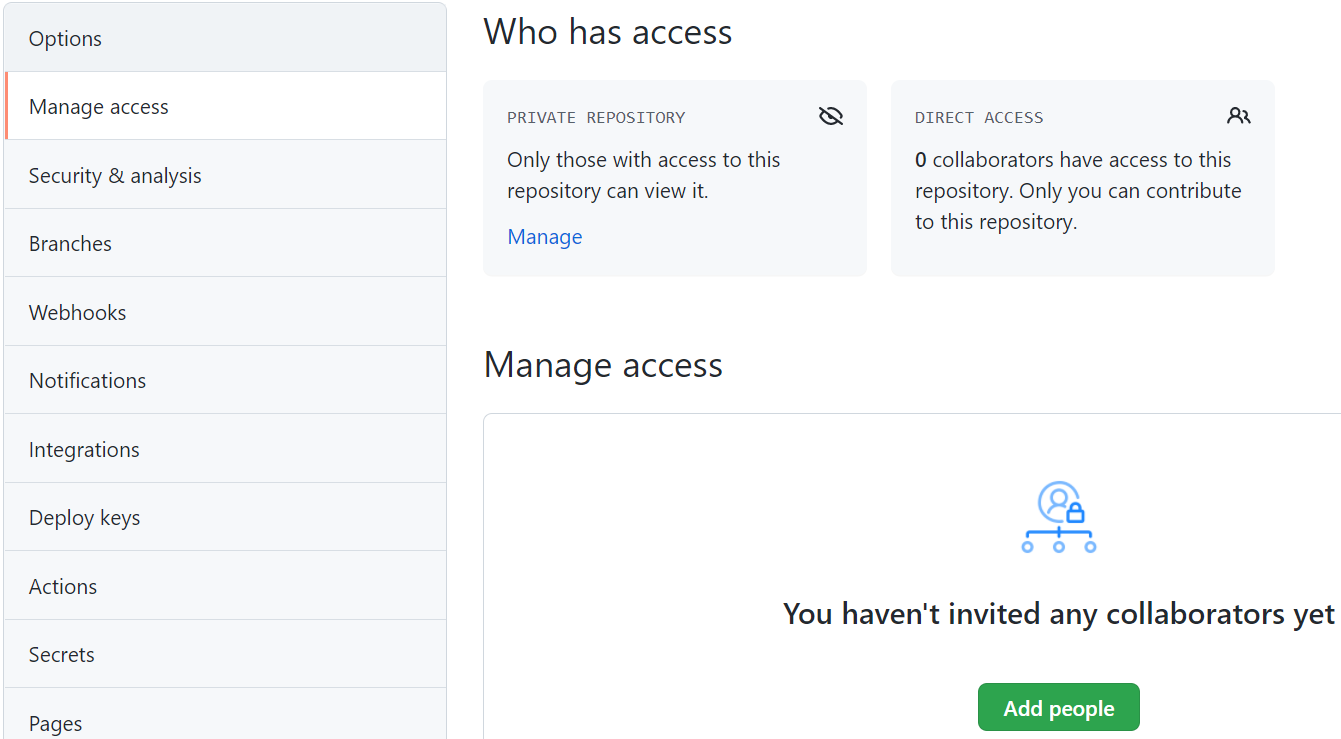 Options
Manage access
Security & analysis
Branches
Webhooks
Notifications
Integrations
Deploy keys
Actions
Secrets
Pages
Who has access
PRIVATE REPOSITORY
Only those with access to this
repository can view it.
Manage
DIRECT ACCESS
0 collaborators have access to this
repository. Only you can contribute
to this repository.
Manage access
You haven't invited any collaborators yet
Add people